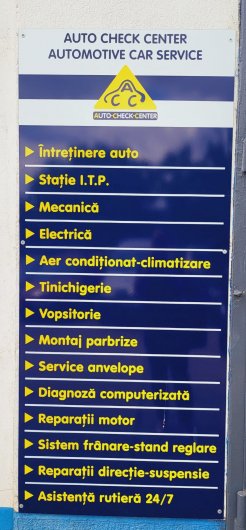 AUTO CHECK CENTER
AUTOMOTIVE CAR SERVICE
ACC
AUTO-CHECK-CENTER
Întreținere auto
Stație I.T.P.
Mecanică
Electrică
Aer condiționat-climatizare
Tinichigerie
Vopsitorie
Montaj parbrize
Service anvelope
Diagnoză computerizată
Reparații motor
Sistem frânare-stand reglare
Reparații direcție-suspensie
Asistență rutieră 24/7